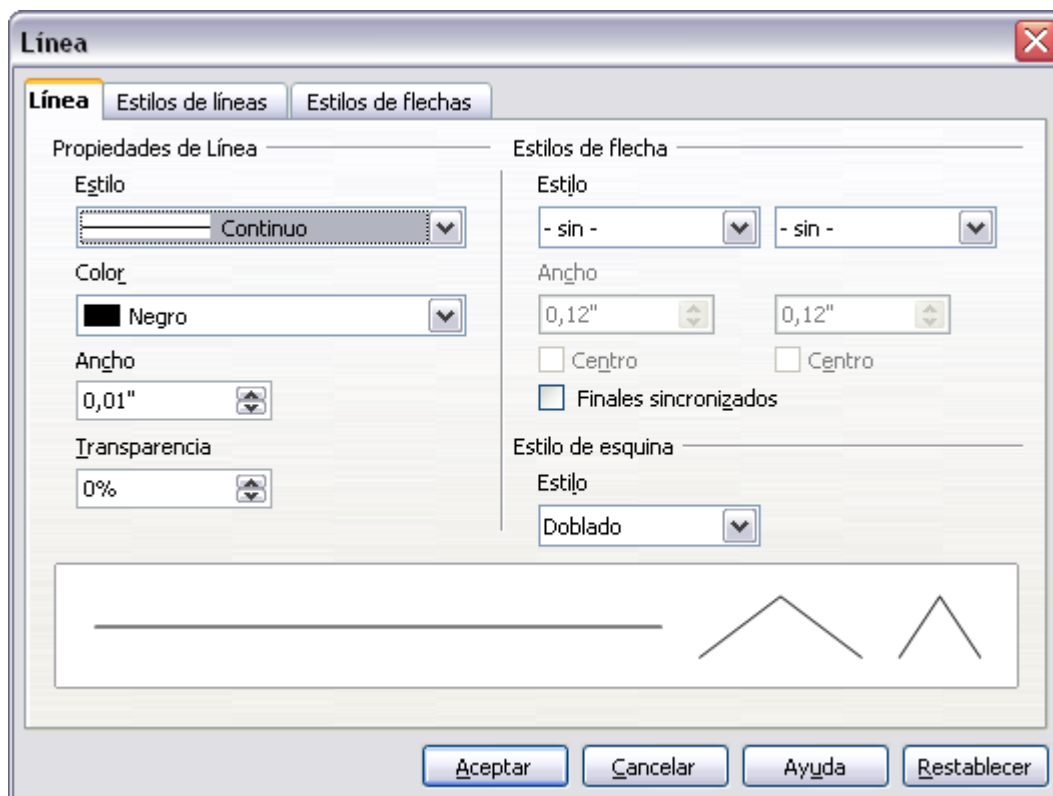 Línea
Línea
Estilos de líneas
Estilos de flechas
Propiedades de Línea
Estilo
Continuo
Color
Negro
Ancho
0,01"
Transparencia
0%
Estilos de flecha
Estilo
- sin -
- sin -
Ancho
0,12"
0,12"
Centro
Centro
Finales sincronizados
Estilo de esquina
Estilo
Doblado
Aceptar
Cancelar
Ayuda
Restablecer